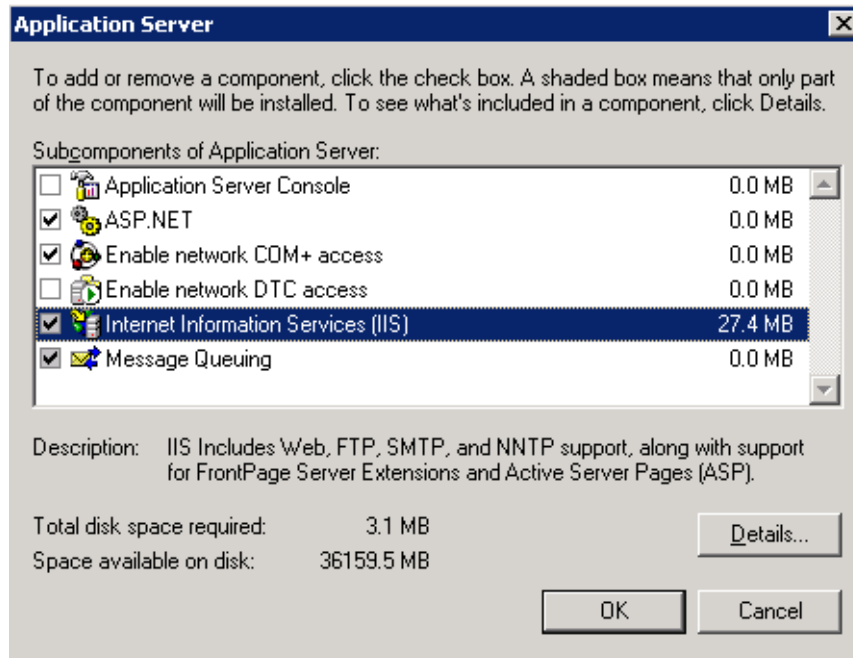 Application Server
To add or remove a component, click the check box. A shaded box means that only part
of the component will be installed. To see what's included in a component, click Details.
Subcomponents of Application Server:
Application Server Console 0.0 MB
ASP.NET 0.0 MB
Enable network COM+ access 0.0 MB
Enable network DTC access 0.0 MB
Internet Information Services (IIS) 27.4 MB
Message Queuing 0.0 MB
Description: IIS Includes Web, FTP, SMTP, and NNTP support, along with support
for FrontPage Server Extensions and Active Server Pages (ASP).
Total disk space required: 3.1 MB
Space available on disk: 36159.5 MB
Details...
OK Cancel